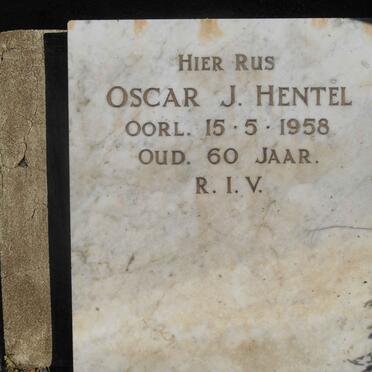 Hier Rus
Oscar J. Hentel
Oorl. 15·5·1958
Oud. 60 Jaar.
R. I. V.